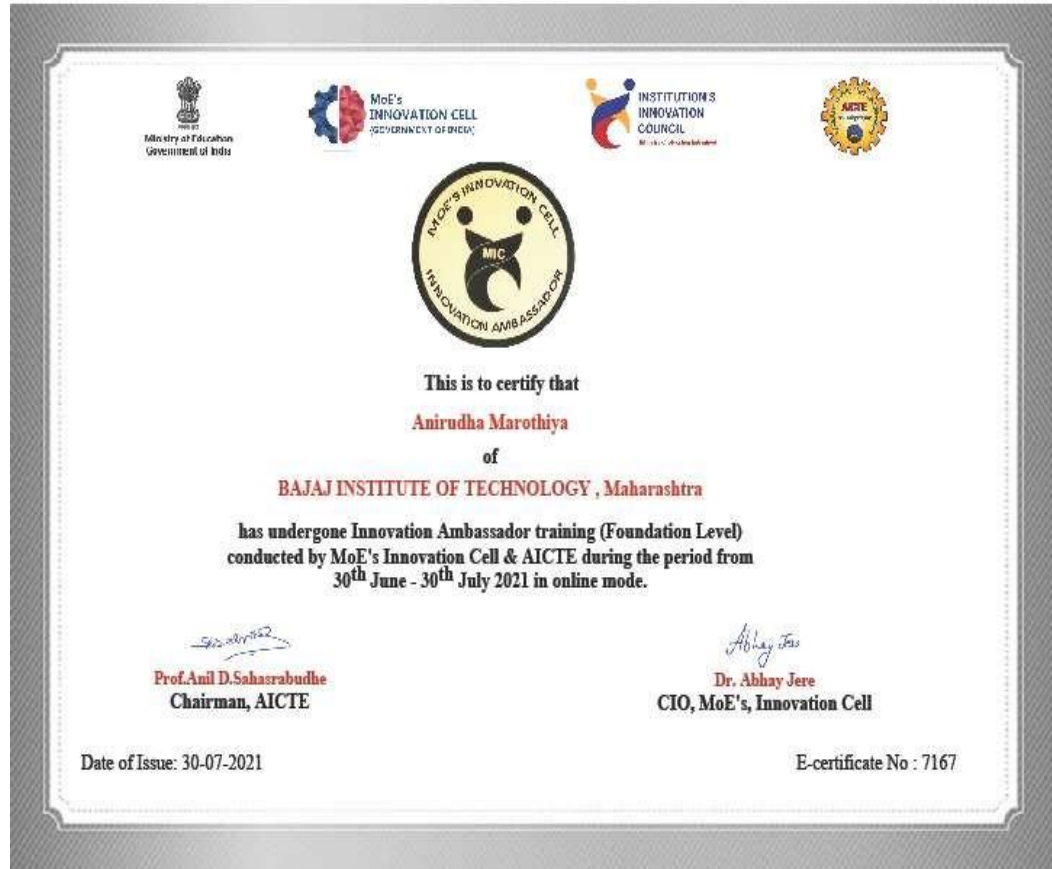 Ministry of Education
Government of India
MoE's
INNOVATION CELL
(GOVERNMENT OF INDIA)
INSTITUTION'S
INNOVATION
COUNCIL
AICTE
MOE'S INNOVATION CELL
MIC
INNOVATION AMBASSADOR
This is to certify that
Anirudha Marothiya
of
BAJAJ INSTITUTE OF TECHNOLOGY , Maharashtra
has undergone Innovation Ambassador training (Foundation Level)
conducted by MoE's Innovation Cell & AICTE during the period from
30th June - 30th July 2021 in online mode.
Abhay Jere
Prof.Anil D.Sahasrabudhe
Chairman, AICTE
Dr. Abhay Jere
CIO, MoE's, Innovation Cell
Date of Issue: 30-07-2021
E-certificate No : 7167